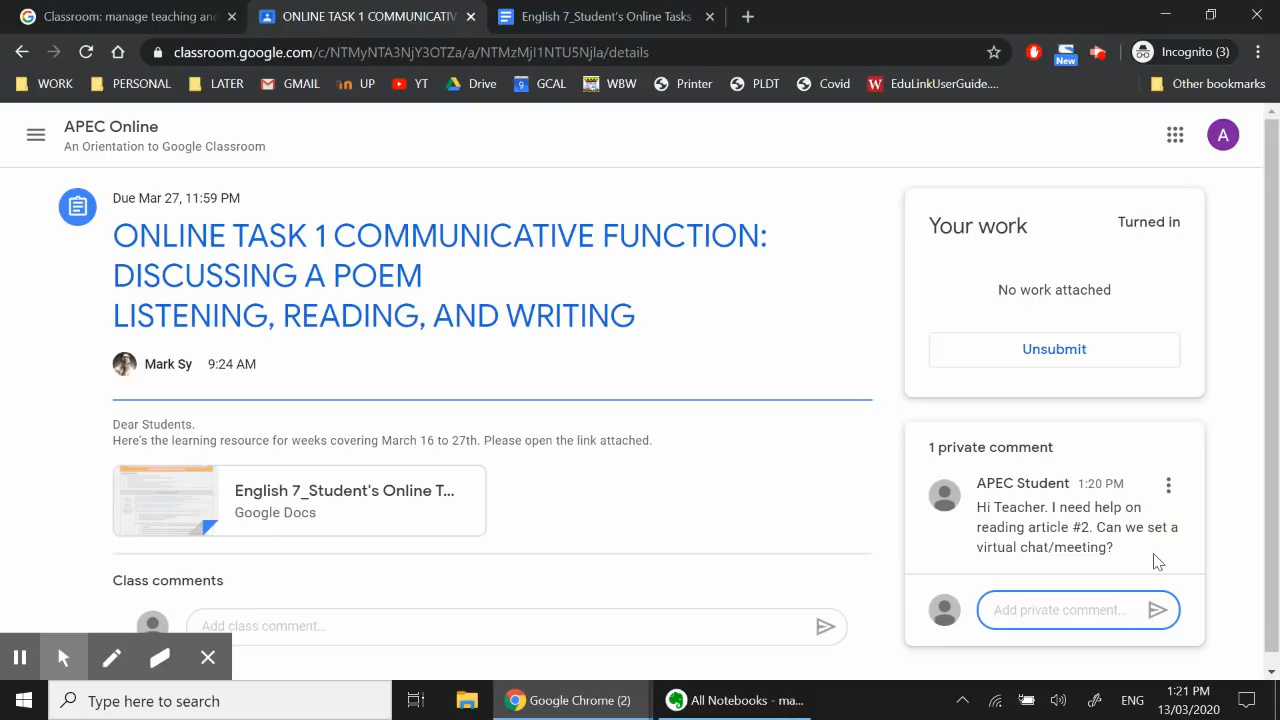 Classroom: manage teaching and
ONLINE TASK 1 COMMUNICATIV
English 7_Student's Online Tasks
classroom.google.com/c/NTMyNTA3NjY3OTZa/a/NTMzMjI1NTU5Njla/details
New
Incognito (3)
WORK
PERSONAL
LATER
GMAIL
UP
YT
Drive
9
GCAL
WBW
Printer
PLDT
Covid
W
EduLinkUserGuide....
Other bookmarks
APEC Online
An Orientation to Google Classroom
A
Due Mar 27, 11:59 PM
ONLINE TASK 1 COMMUNICATIVE FUNCTION:
DISCUSSING A POEM
LISTENING, READING, AND WRITING
Mark Sy 9:24 AM
Dear Students.
Here's the learning resource for weeks covering March 16 to 27th. Please open the link attached.
English 7_Student's Online T...
Google Docs
Class comments
Add class comment...
Your work
Turned in
No work attached
Unsubmit
1 private comment
APEC Student 1:20 PM
Hi Teacher. I need help on
reading article #2. Can we set a
virtual chat/meeting?
Add private comment...
Type here to search
Google Chrome (2)
All Notebooks - ma...
ENG
1:21 PM
13/03/2020